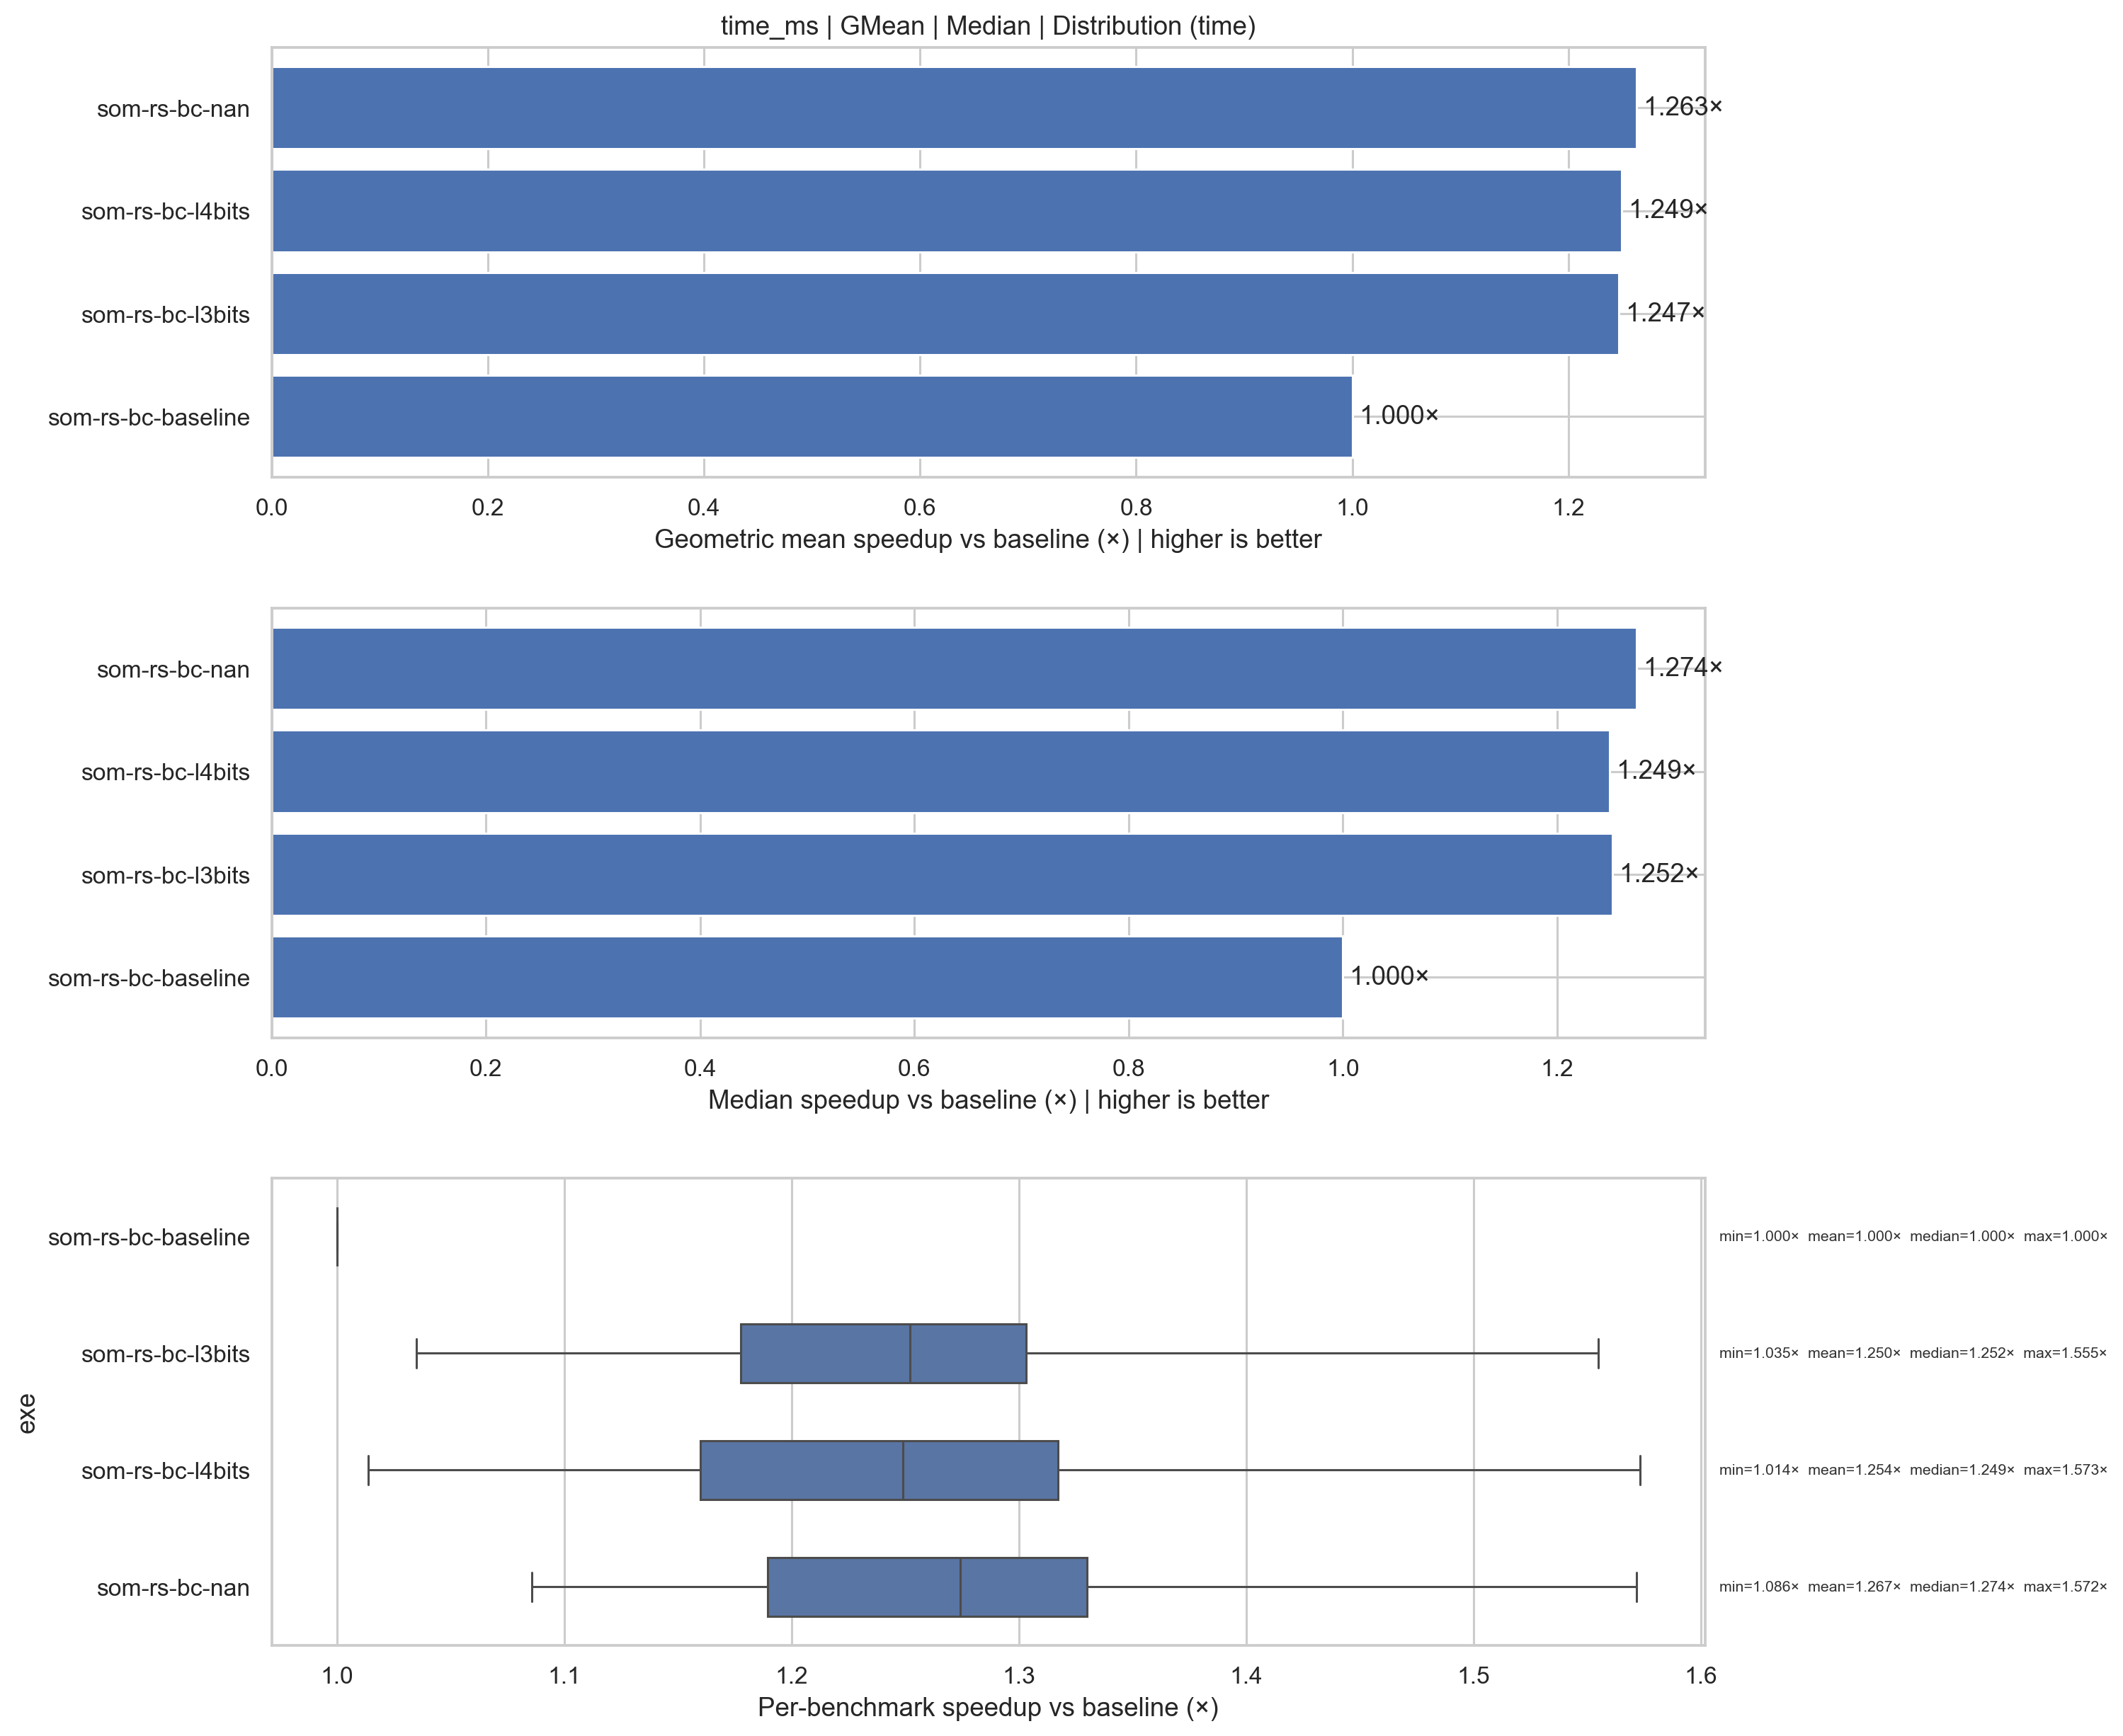 time_ms | GMean | Median | Distribution (time)
som-rs-bc-nan
1.263×
som-rs-bc-l4bits
1.249×
som-rs-bc-l3bits
1.247×
som-rs-bc-baseline
1.000×
0.0 0.2 0.4 0.6 0.8 1.0 1.2
Geometric mean speedup vs baseline (×) | higher is better
som-rs-bc-nan
1.274×
som-rs-bc-l4bits
1.249×
som-rs-bc-l3bits
1.252×
som-rs-bc-baseline
1.000×
0.0 0.2 0.4 0.6 0.8 1.0 1.2
Median speedup vs baseline (×) | higher is better
exe
som-rs-bc-baseline
min=1.000× mean=1.000× median=1.000× max=1.000×
som-rs-bc-l3bits
min=1.035× mean=1.250× median=1.252× max=1.555×
som-rs-bc-l4bits
min=1.014× mean=1.254× median=1.249× max=1.573×
som-rs-bc-nan
min=1.086× mean=1.267× median=1.274× max=1.572×
1.0 1.1 1.2 1.3 1.4 1.5 1.6
Per-benchmark speedup vs baseline (×)